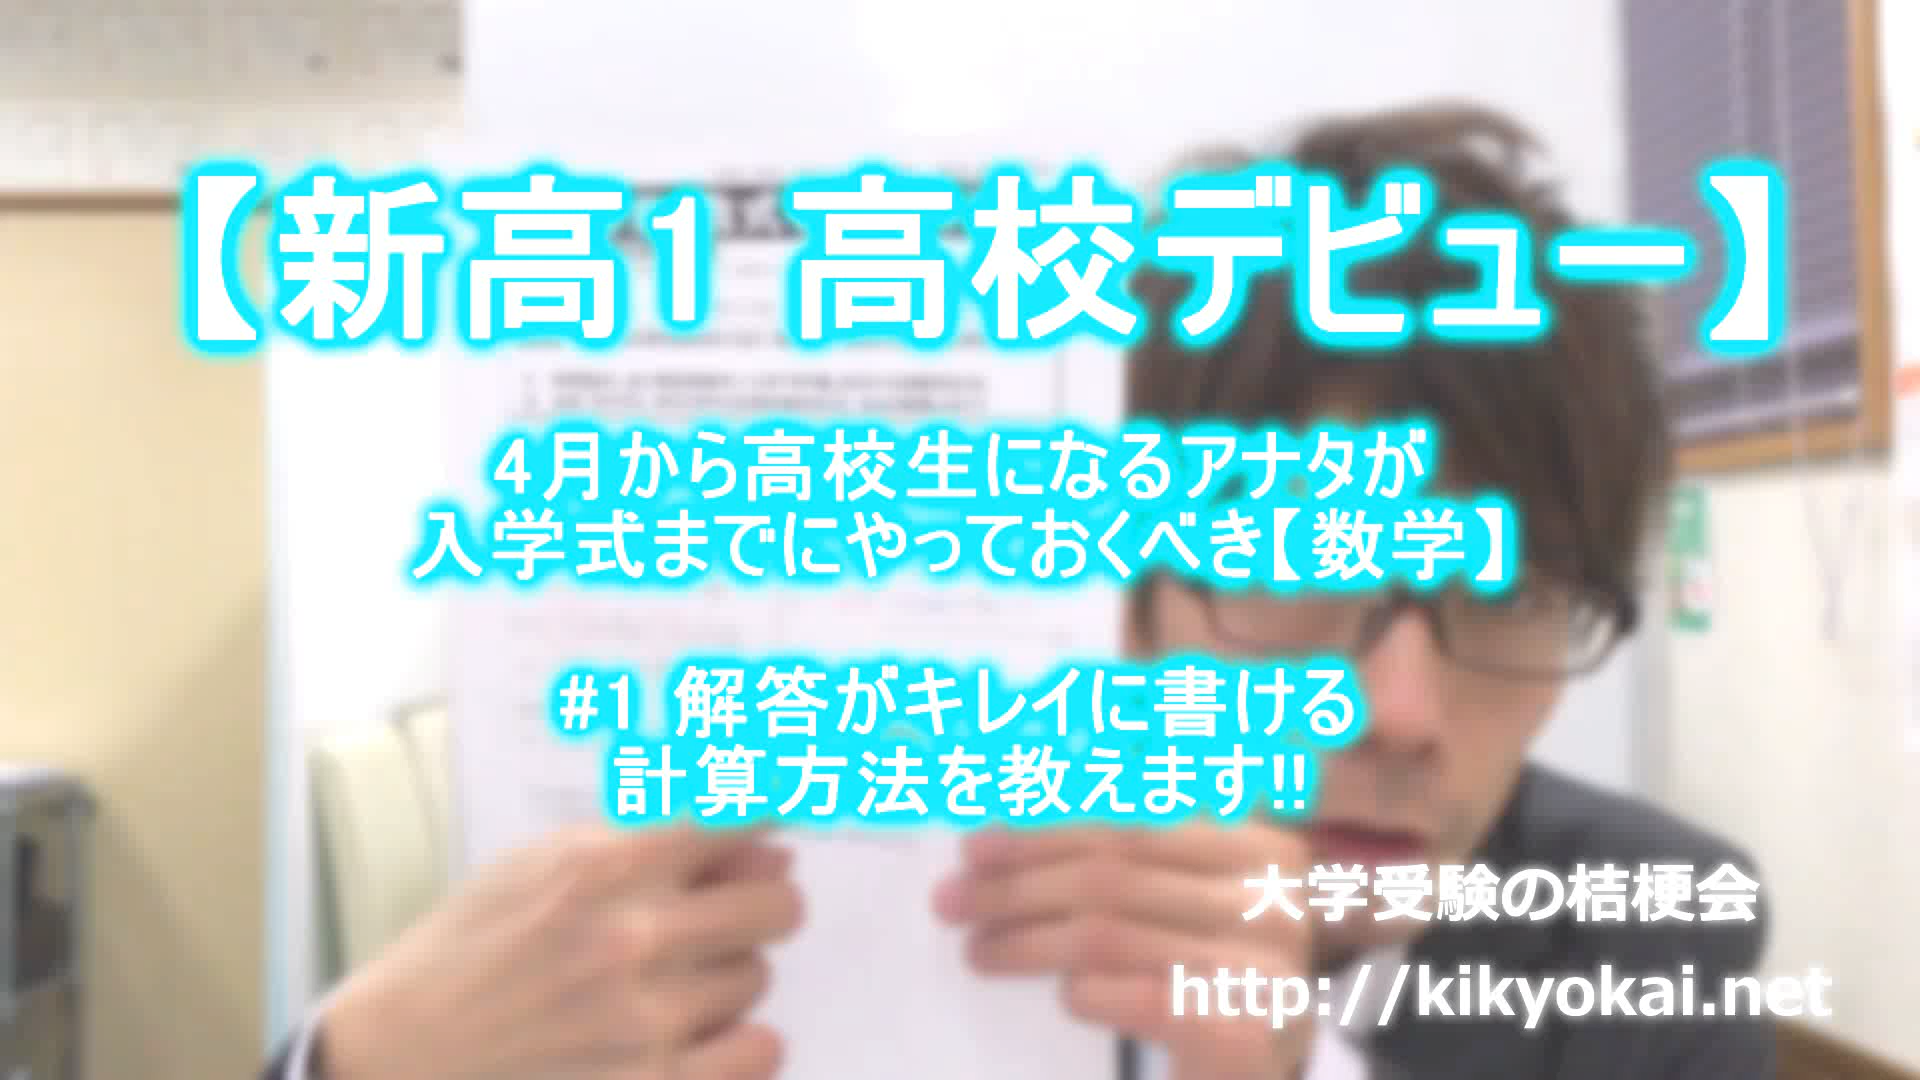 【新高1 高校デビュー】
4月から高校生になるアナタが
入学式までにやっておくべき【数学】
#1 解答がキレイに書ける
計算方法を教えます!!
大学受験の桔梗会
http://kikyokai.net